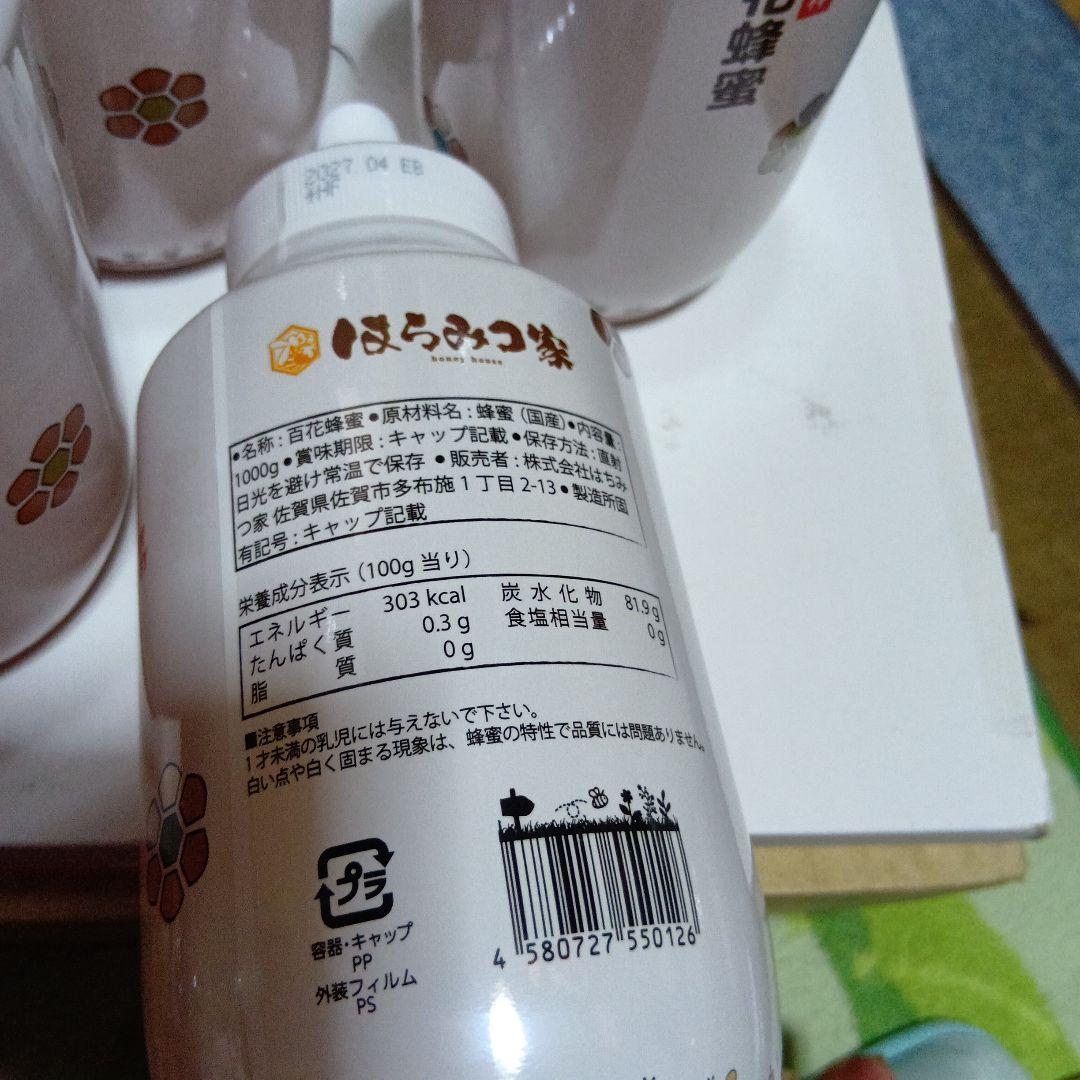 花蜂蜜
2027.04 EB
+HF
はちみつ家
honey house
●名称：百花蜂蜜●原材料名：蜂蜜（国産）●内容量：
1000g●賞味期限：キャップ記載●保存方法：直射
日光を避け常温で保存 ●販売者：株式会社はちみ
つ家 佐賀県佐賀市多布施1丁目2-13●製造所固
有記号：キャップ記載
栄養成分表示（100g当り）
エネルギー 303 kcal 炭水化物 81.9g
たんぱく質 0.3g 食塩相当量 0g
脂質 0g
■注意事項
1才未満の乳児には与えないで下さい。
白い点や白く固まる現象は、蜂蜜の特性で品質には問題ありません。
プラ
容器・キャップ
PP
外装フィルム
PS
4 580727 550126